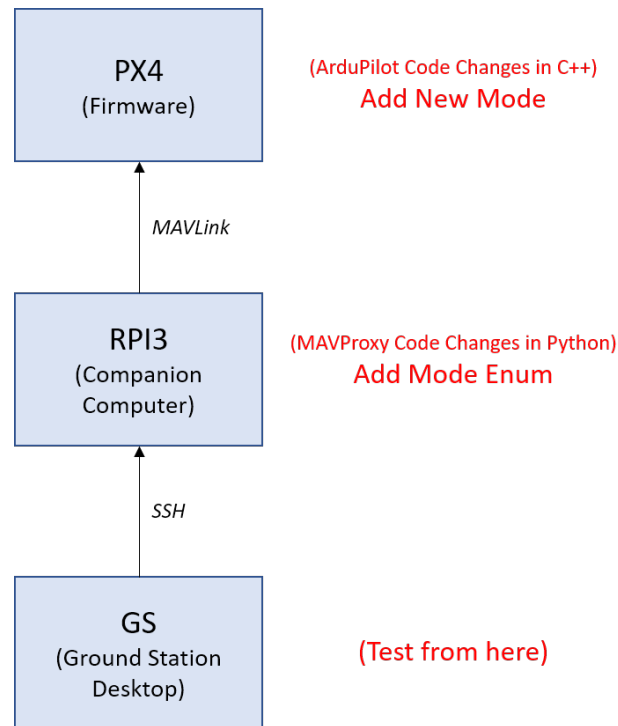 PX4
(Firmware)
(ArduPilot Code Changes in C++)
Add New Mode
MAVLink
RPI3
(Companion
Computer)
(MAVProxy Code Changes in Python)
Add Mode Enum
SSH
GS
(Ground Station
Desktop)
(Test from here)